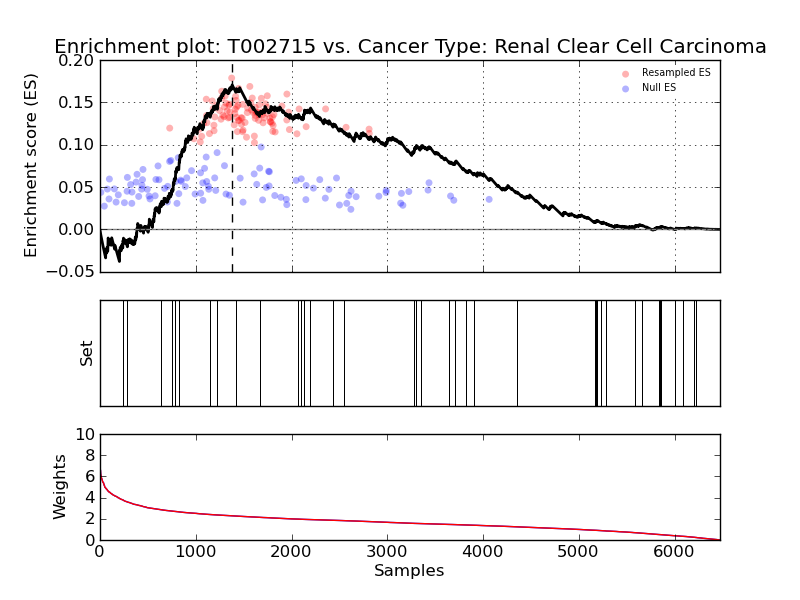 Enrichment plot: T002715 vs. Cancer Type: Renal Clear Cell Carcinoma
Enrichment score (ES)
0.20
0.15
0.10
0.05
0.00
−0.05
Resampled ES
Null ES
Set
Weights
10
8
6
4
2
0
0 1000 2000 3000 4000 5000 6000
Samples